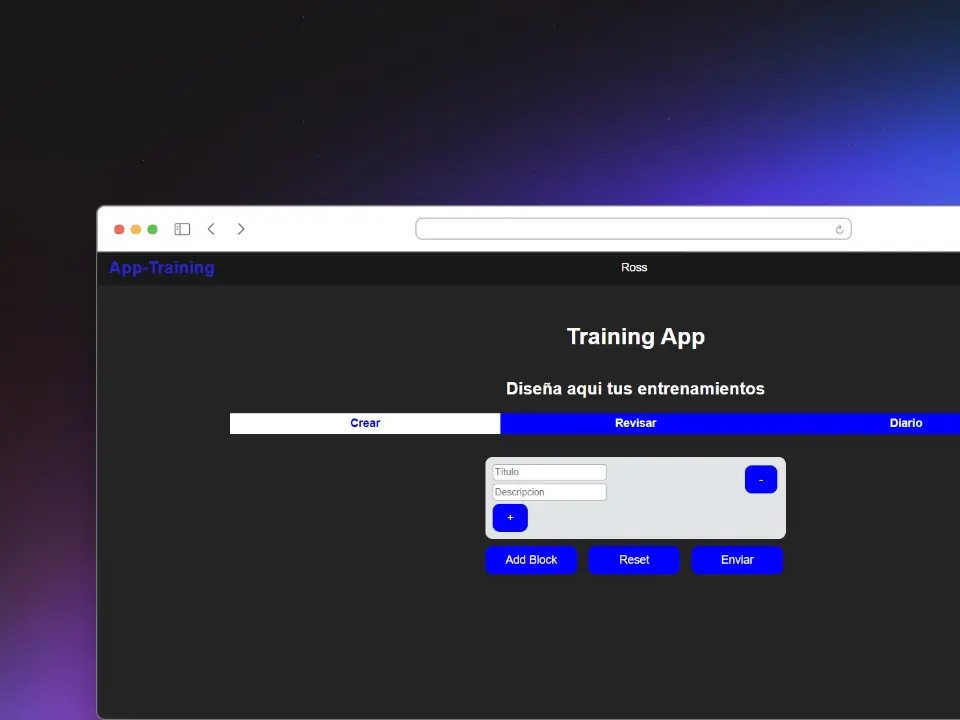 App-Training
Ross
Training App
Diseña aqui tus entrenamientos
Crear
Revisar
Diario
Titulo
-
Descripcion
+
Add Block
Reset
Enviar